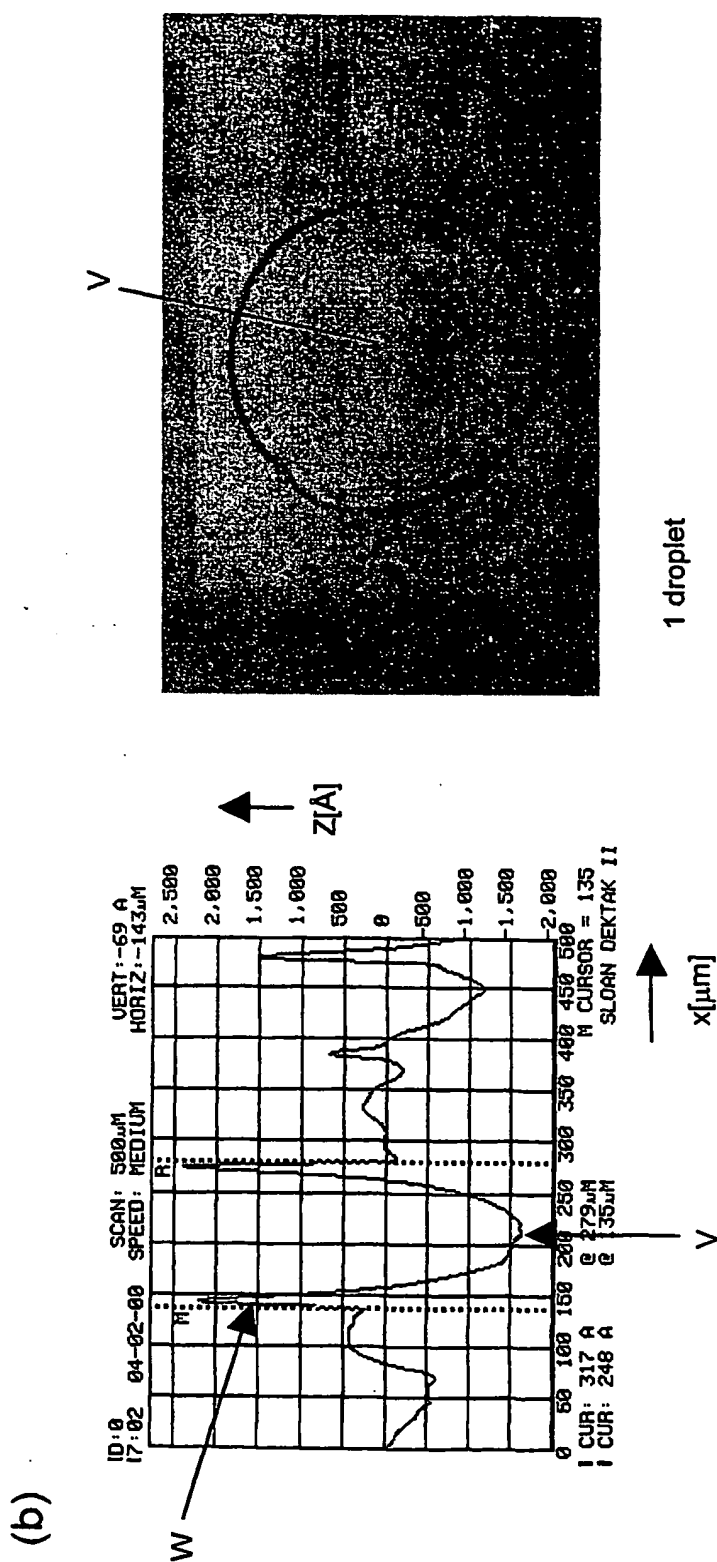 (b)
ID:0 SCAN: 500µM VERT:-69 A
17:02 04-02-00 SPEED: MEDIUM HORIZ:-143µM
M R
2,500
2,000
1,500
1,000
500
0
-500
-1,000
-1,500
-2,000
0 50 100 150 200 250 300 350 400 450 500
CUR: 317 A @ 279µM M CURSOR = 135
CUR: 248 A @ 135µM SLOAN DEKTAK II
Z[Å]
x[µm]
W
V
V
1 droplet